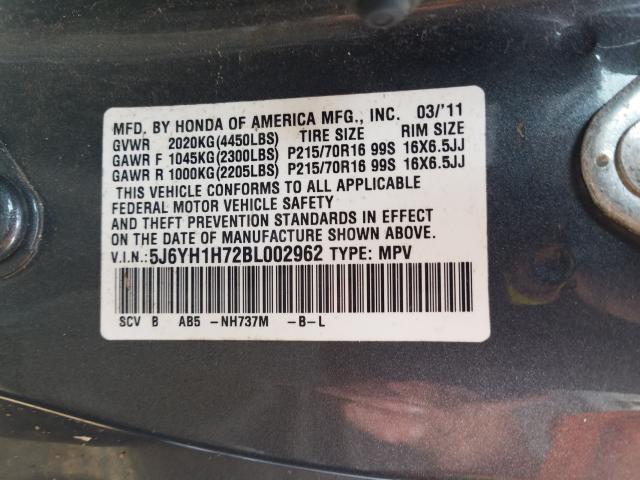 MFD. BY HONDA OF AMERICA MFG., INC. 03/'11
GVWR 2020KG(4450LBS) TIRE SIZE RIM SIZE
GAWR F 1045KG(2300LBS) P215/70R16 99S 16X6.5JJ
GAWR R 1000KG(2205LBS) P215/70R16 99S 16X6.5JJ
THIS VEHICLE CONFORMS TO ALL APPLICABLE
FEDERAL MOTOR VEHICLE SAFETY
AND THEFT PREVENTION STANDARDS IN EFFECT
ON THE DATE OF MANUFACTURE SHOWN ABOVE.
V.I.N.:5J6YH1H72BL002962 TYPE: MPV
SCV B AB5 -NH737M -B-L